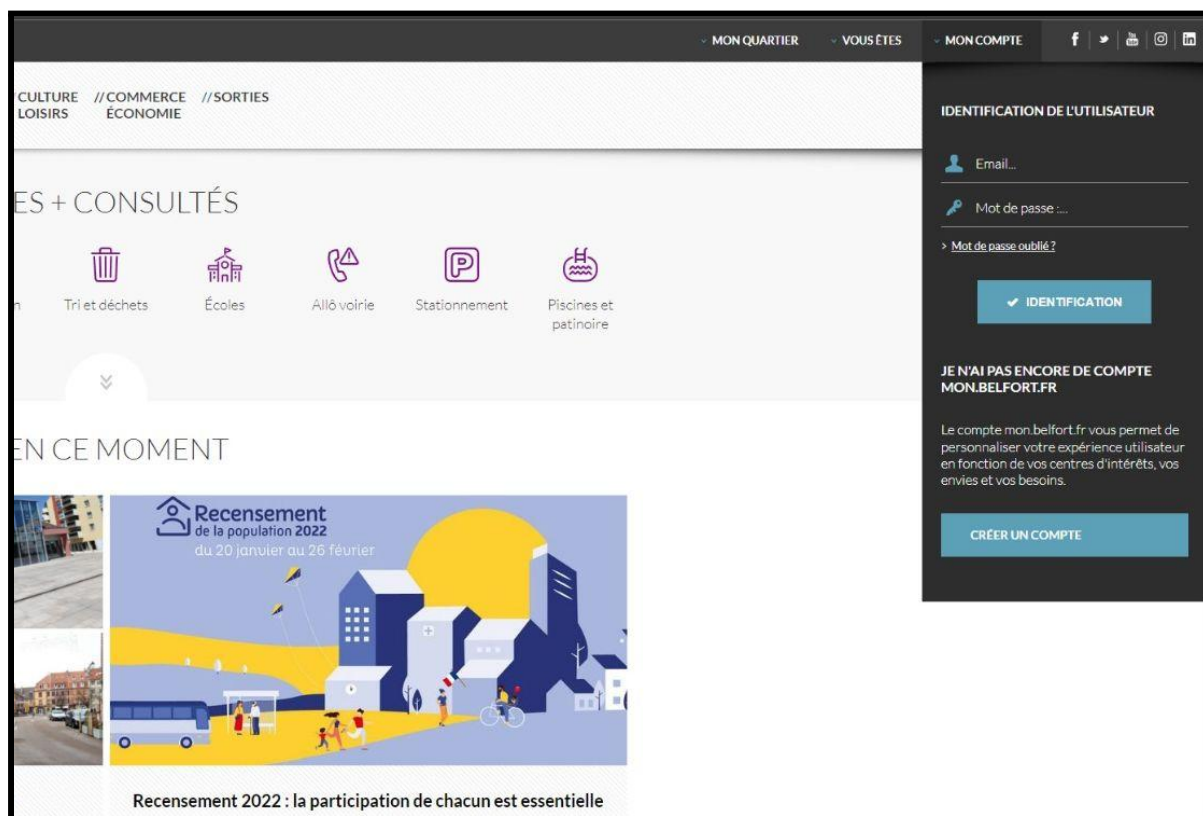 MON QUARTIER
VOUS ÊTES
MON COMPTE
CULTURE
LOISIRS
//COMMERCE
ÉCONOMIE
//SORTIES
IDENTIFICATION DE L'UTILISATEUR
Email...
Mot de passe :...
> Mot de passe oublié ?
IDENTIFICATION
JE N'AI PAS ENCORE DE COMPTE
MON.BELFORT.FR
Le compte mon.belfort.fr vous permet de
personnaliser votre expérience utilisateur
en fonction de vos centres d'intérêts, vos
envies et vos besoins.
CRÉER UN COMPTE
ES + CONSULTÉS
n
Tri et déchets
Écoles
Allô voirie
Stationnement
Piscines et
patinoire
EN CE MOMENT
Recensement
de la population 2022
du 20 janvier au 26 février
Recensement 2022 : la participation de chacun est essentielle